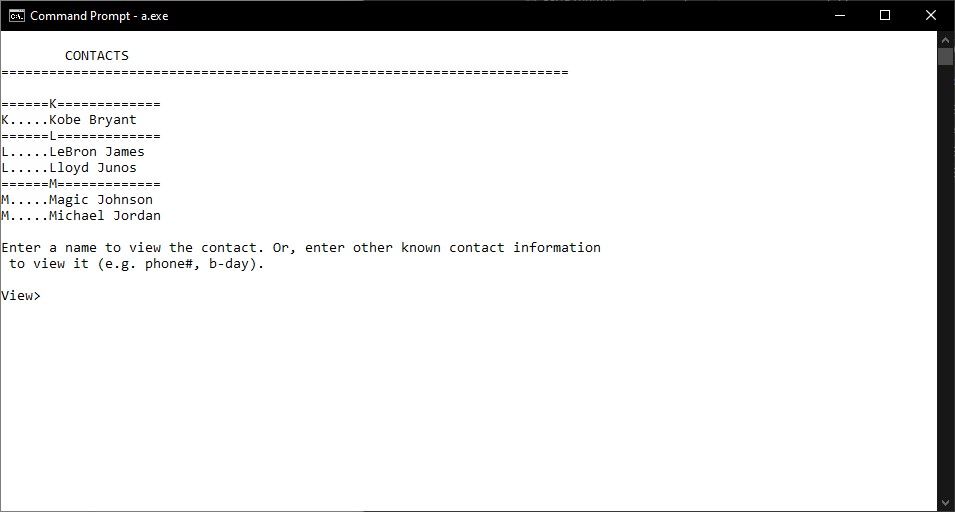 Command Prompt - a.exe
CONTACTS
=======================================================================
======K=============
K.....Kobe Bryant
======L=============
L.....LeBron James
L.....Lloyd Junos
======M=============
M.....Magic Johnson
M.....Michael Jordan
Enter a name to view the contact. Or, enter other known contact information
to view it (e.g. phone#, b-day).
View>